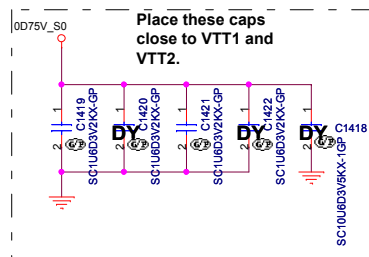 0D75V_S0
Place these caps
close to VTT1 and
VTT2.
1
2
C1419
SC1U6D3V2KX-GP
1
2
DY
C1420
SC1U6D3V2KX-GP
1
2
C1421
SC1U6D3V2KX-GP
1
2
DY
C1422
SC1U6D3V2KX-GP
1
2
DY
C1418
SC10U6D3V5KX-1GP